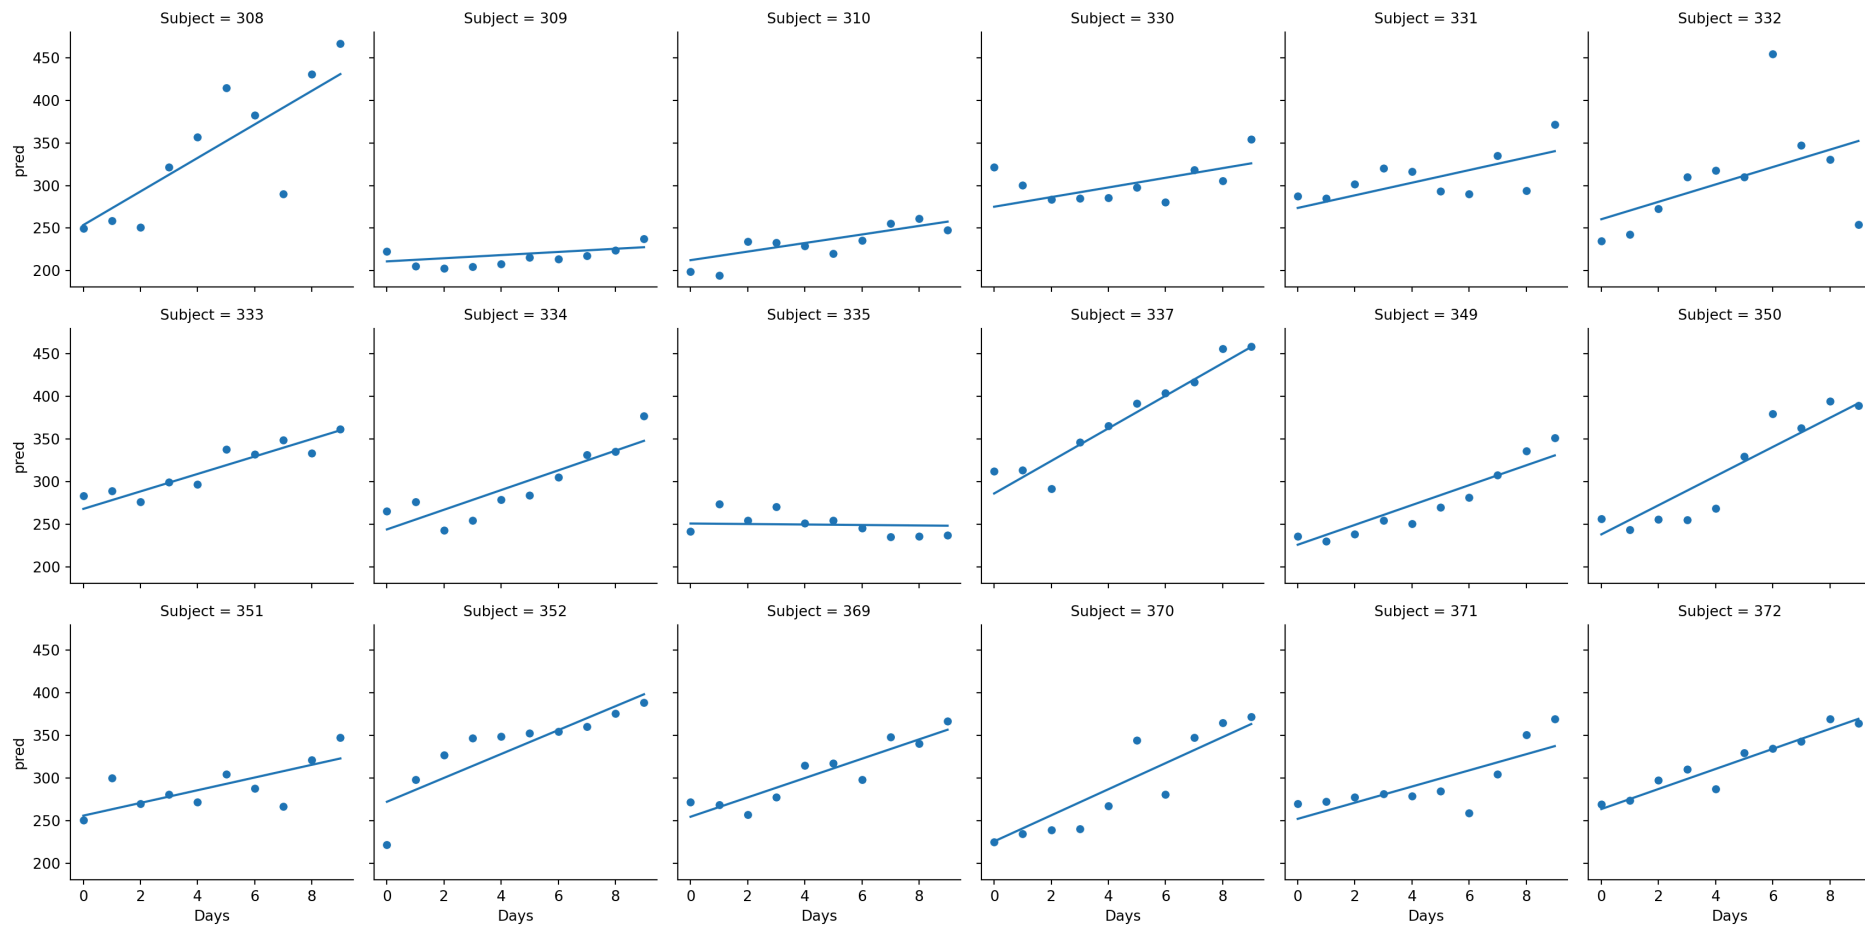 Subject = 308 Subject = 309 Subject = 310 Subject = 330 Subject = 331 Subject = 332
450
400
350
300
250
200
pred
Subject = 333 Subject = 334 Subject = 335 Subject = 337 Subject = 349 Subject = 350
450
400
350
300
250
200
pred
Subject = 351 Subject = 352 Subject = 369 Subject = 370 Subject = 371 Subject = 372
450
400
350
300
250
200
pred
0 2 4 6 8 0 2 4 6 8 0 2 4 6 8 0 2 4 6 8 0 2 4 6 8 0 2 4 6 8
Days Days Days Days Days Days